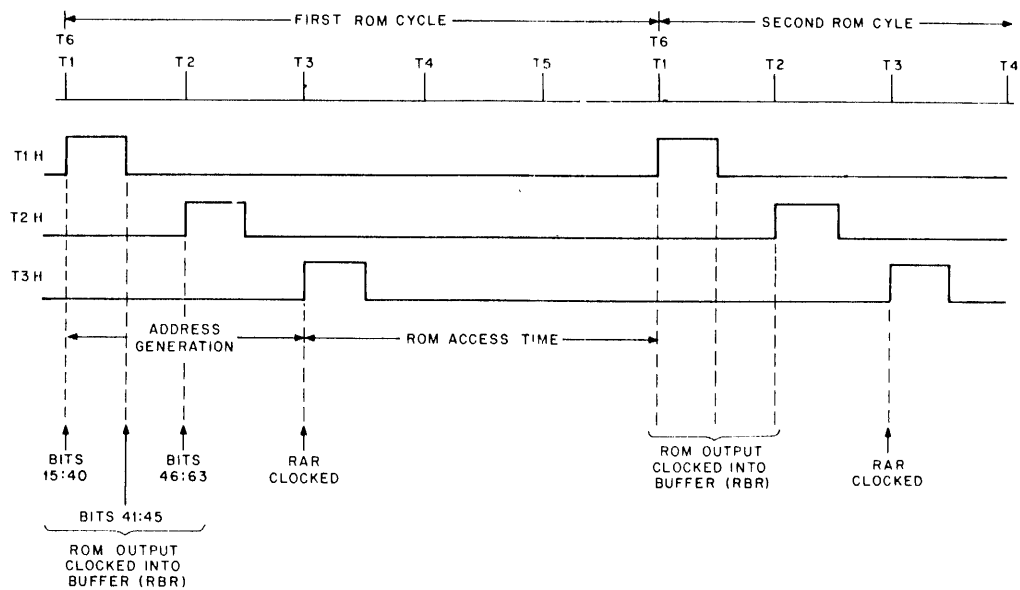 FIRST ROM CYCLE
SECOND ROM CYLE
T6
T6
T1
T2
T3
T4
T5
T1
T2
T3
T4
T1 H
T2 H
T3 H
ADDRESS
GENERATION
ROM ACCESS TIME
BITS
15:40
BITS
46:63
RAR
CLOCKED
BITS 41:45
ROM OUTPUT
CLOCKED INTO
BUFFER (RBR)
ROM OUTPUT
CLOCKED INTO
BUFFER (RBR)
RAR
CLOCKED